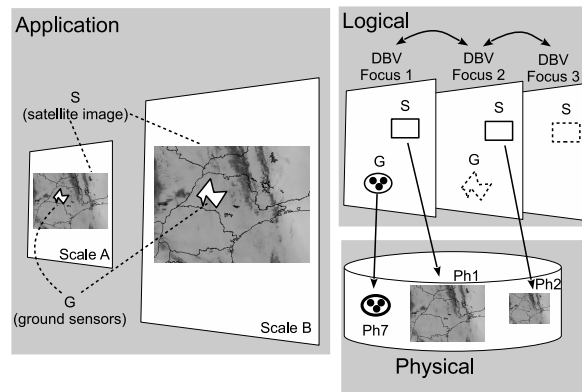 Application
S
(satellite image)
Scale A
G
(ground sensors)
Scale B
Logical
DBV
Focus 1
DBV
Focus 2
DBV
Focus 3
S
S
S
G
G
Ph1
Ph2
Ph7
Physical